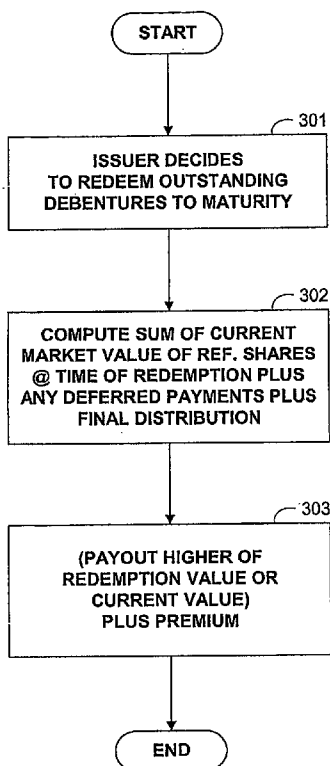 START
301
ISSUER DECIDES
TO REDEEM OUTSTANDING
DEBENTURES TO MATURITY
302
COMPUTE SUM OF CURRENT
MARKET VALUE OF REF. SHARES
@ TIME OF REDEMPTION PLUS
ANY DEFERRED PAYMENTS PLUS
FINAL DISTRIBUTION
303
(PAYOUT HIGHER OF
REDEMPTION VALUE OR
CURRENT VALUE)
PLUS PREMIUM
END